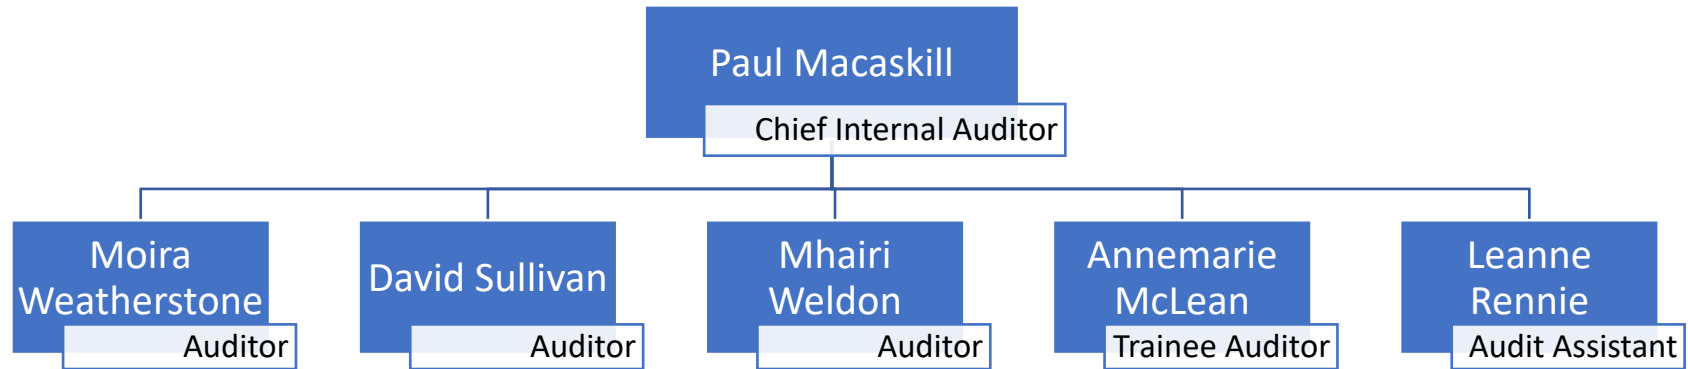 Paul Macaskill
Chief Internal Auditor
Moira
Weatherstone
Auditor
David Sullivan
Auditor
Mhairi
Weldon
Auditor
Annemarie
McLean
Trainee Auditor
Leanne
Rennie
Audit Assistant